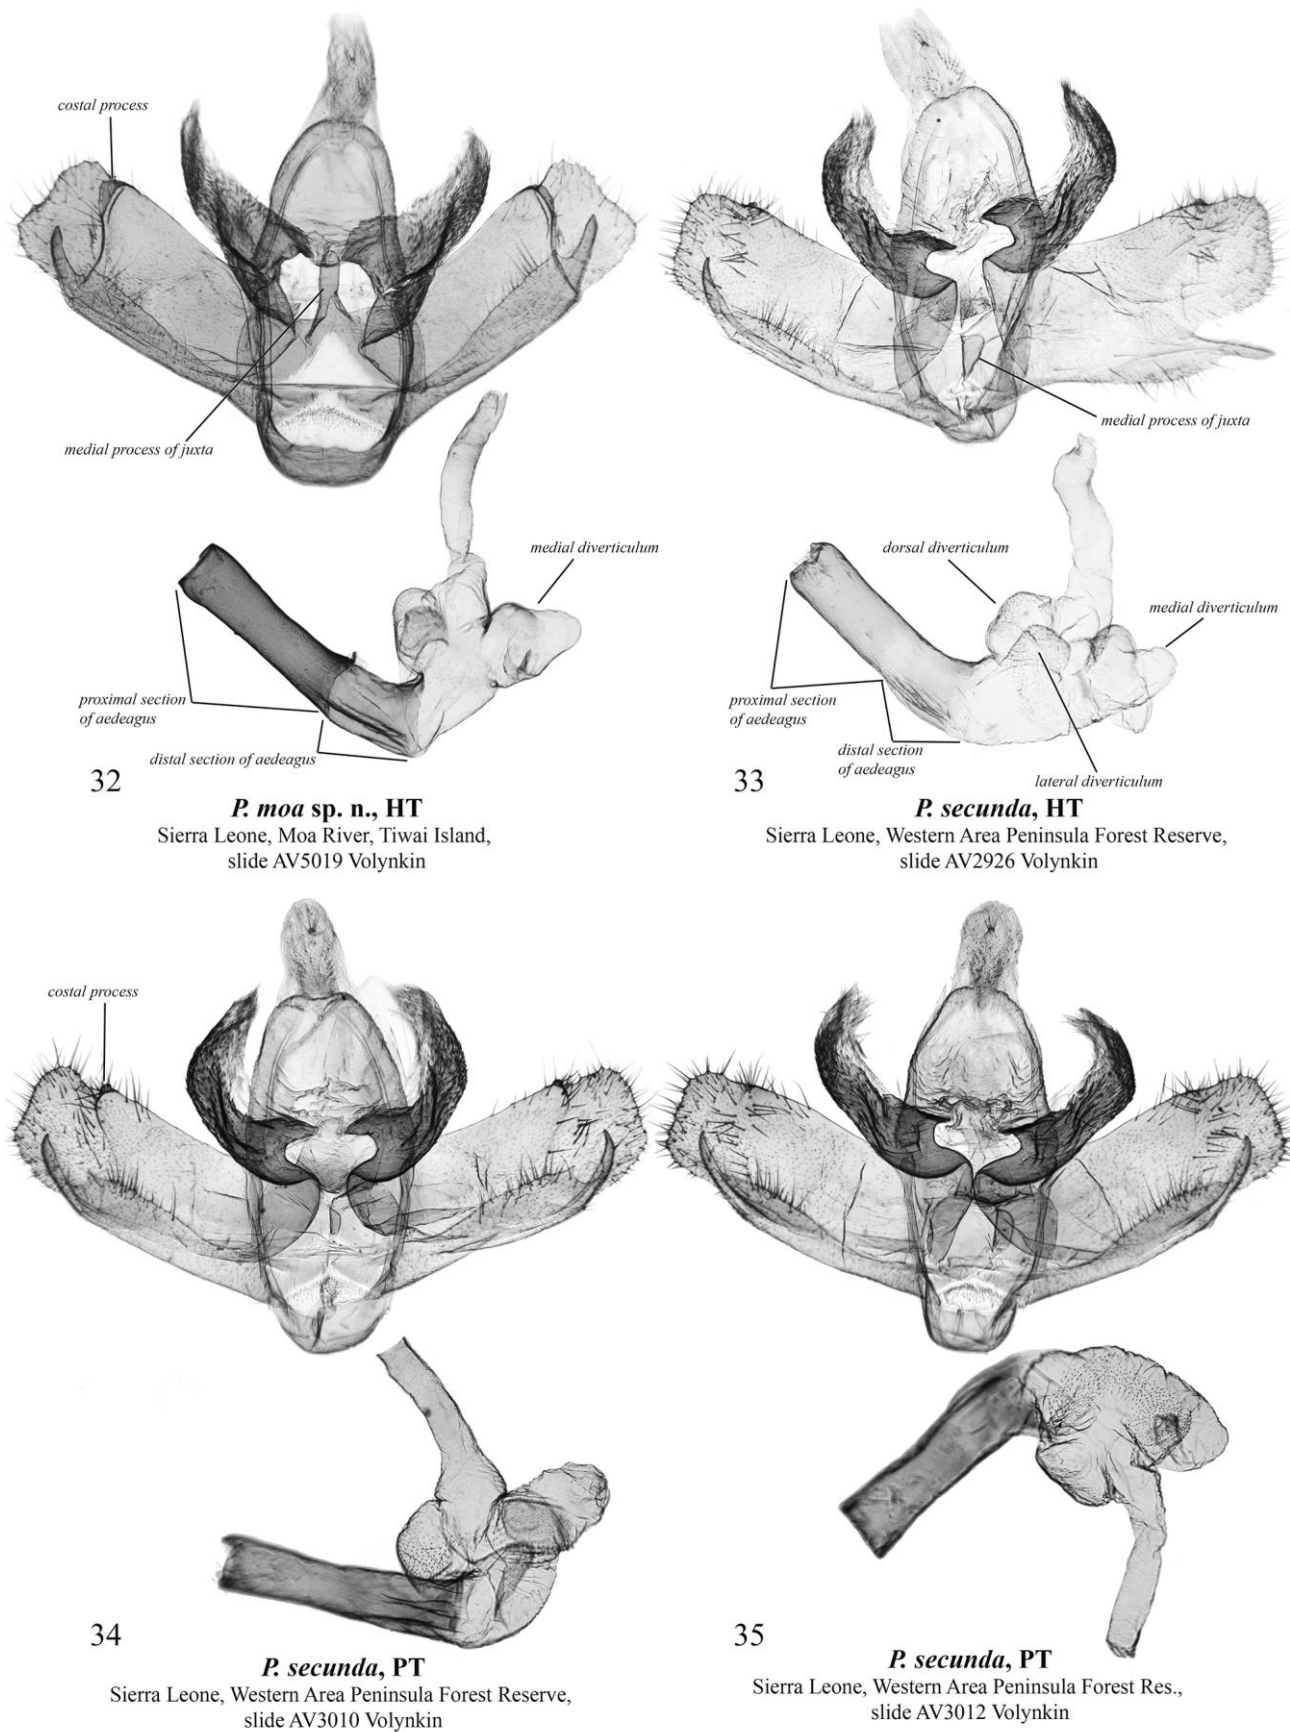 costal process
medial process of juxta
medial process of juxta
medial diverticulum
dorsal diverticulum
medial diverticulum
proximal section
of aedeagus
distal section of aedeagus
proximal section
of aedeagus
distal section
of aedeagus
lateral diverticulum
32
P. moa sp. n., HT
Sierra Leone, Moa River, Tiwai Island,
slide AV5019 Volynkin
33
P. secunda, HT
Sierra Leone, Western Area Peninsula Forest Reserve,
slide AV2926 Volynkin
costal process
34
P. secunda, PT
Sierra Leone, Western Area Peninsula Forest Reserve,
slide AV3010 Volynkin
35
P. secunda, PT
Sierra Leone, Western Area Peninsula Forest Res.,
slide AV3012 Volynkin